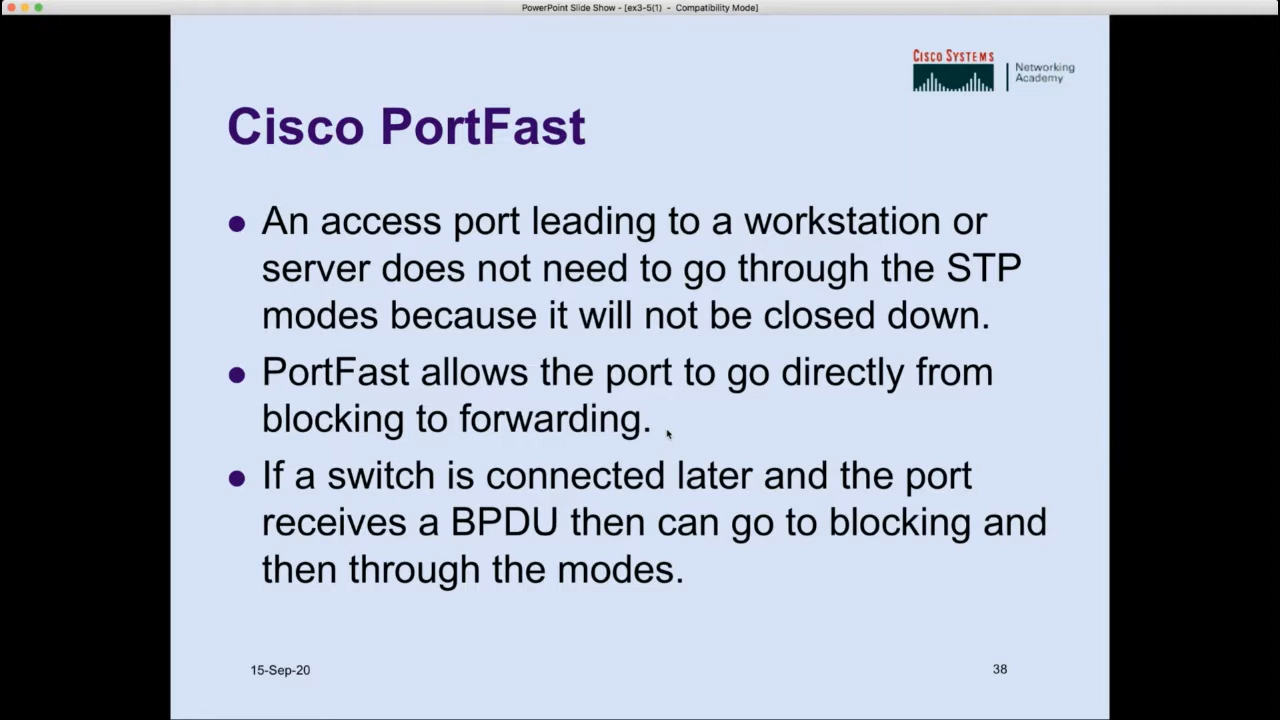 PowerPoint Slide Show - [ex3-5(1) - Compatibility Mode]
CISCO SYSTEMS
Networking
Academy
Cisco PortFast
● An access port leading to a workstation or
server does not need to go through the STP
modes because it will not be closed down.
● PortFast allows the port to go directly from
blocking to forwarding.
● If a switch is connected later and the port
receives a BPDU then can go to blocking and
then through the modes.
15-Sep-20
38